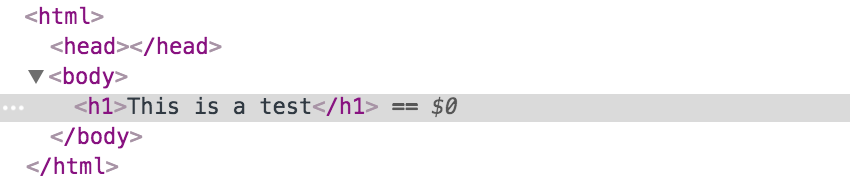 <html>
<head></head>
▼<body>
... <h1>This is a test</h1> == $0
</body>
</html>